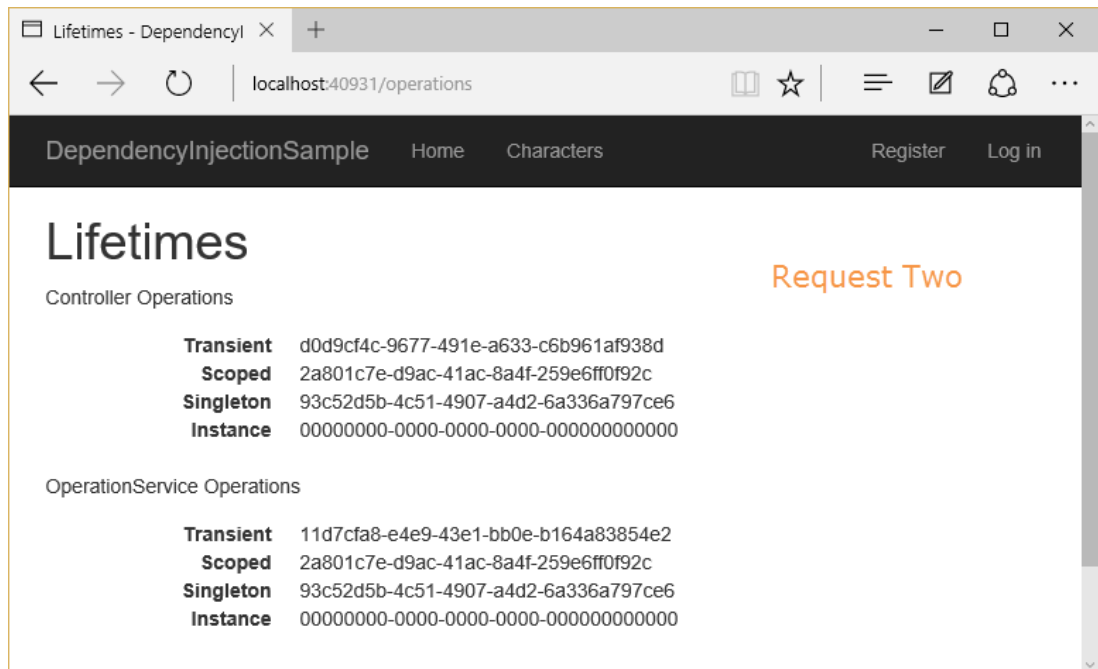 Lifetimes - DependencyI
localhost:40931/operations
DependencyInjectionSample Home Characters Register Log in
Lifetimes
Request Two
Controller Operations
Transient d0d9cf4c-9677-491e-a633-c6b961af938d
Scoped 2a801c7e-d9ac-41ac-8a4f-259e6ff0f92c
Singleton 93c52d5b-4c51-4907-a4d2-6a336a797ce6
Instance 00000000-0000-0000-0000-000000000000
OperationService Operations
Transient 11d7cfa8-e4e9-43e1-bb0e-b164a83854e2
Scoped 2a801c7e-d9ac-41ac-8a4f-259e6ff0f92c
Singleton 93c52d5b-4c51-4907-a4d2-6a336a797ce6
Instance 00000000-0000-0000-0000-000000000000